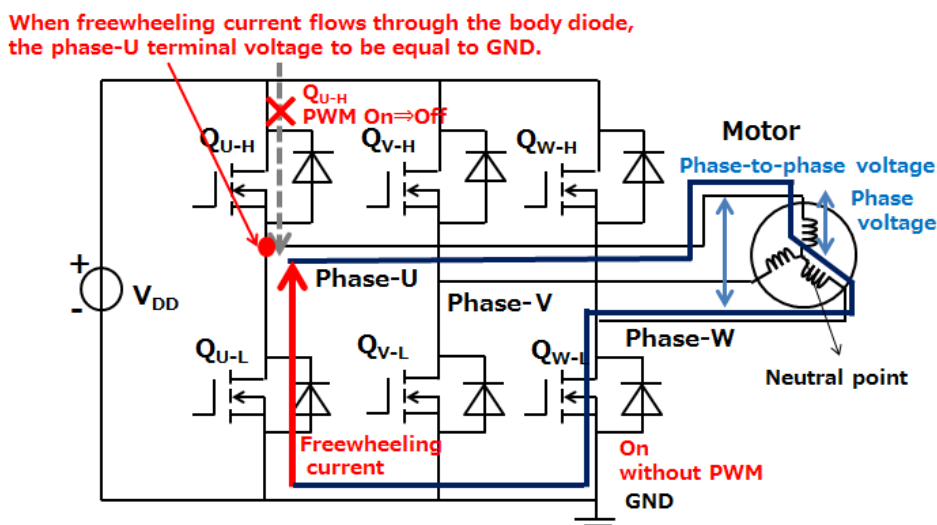 When freewheeling current flows through the body diode,
the phase-U terminal voltage to be equal to GND.
QU-H
PWM On⇒Off
QU-H
QV-H
QW-H
Motor
Phase-to-phase voltage
Phase
voltage
+
-
VDD
Phase-U
Phase-V
Phase-W
Neutral point
QU-L
QV-L
QW-L
Freewheeling
current
On
without PWM
GND